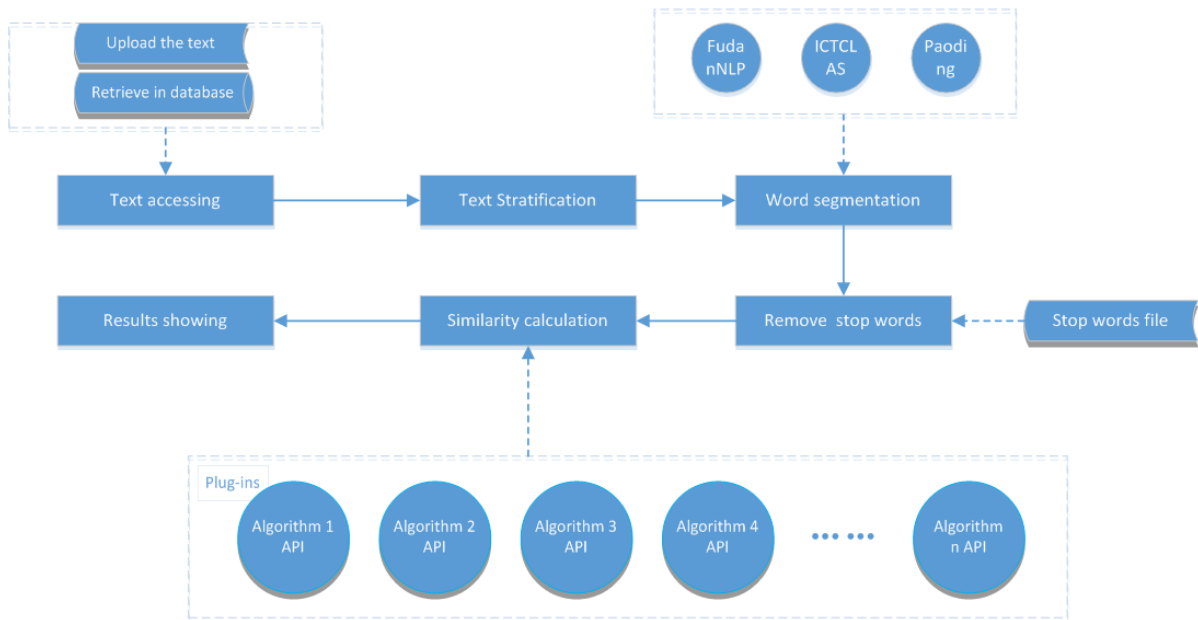 Upload the text
Retrieve in database
Fuda
nNLP
ICTCL
AS
Paodi
ng
Text accessing
Text Stratification
Word segmentation
Results showing
Similarity calculation
Remove stop words
Stop words file
Plug-ins
Algorithm 1
API
Algorithm 2
API
Algorithm 3
API
Algorithm 4
API
••• •••
Algorithm
n API